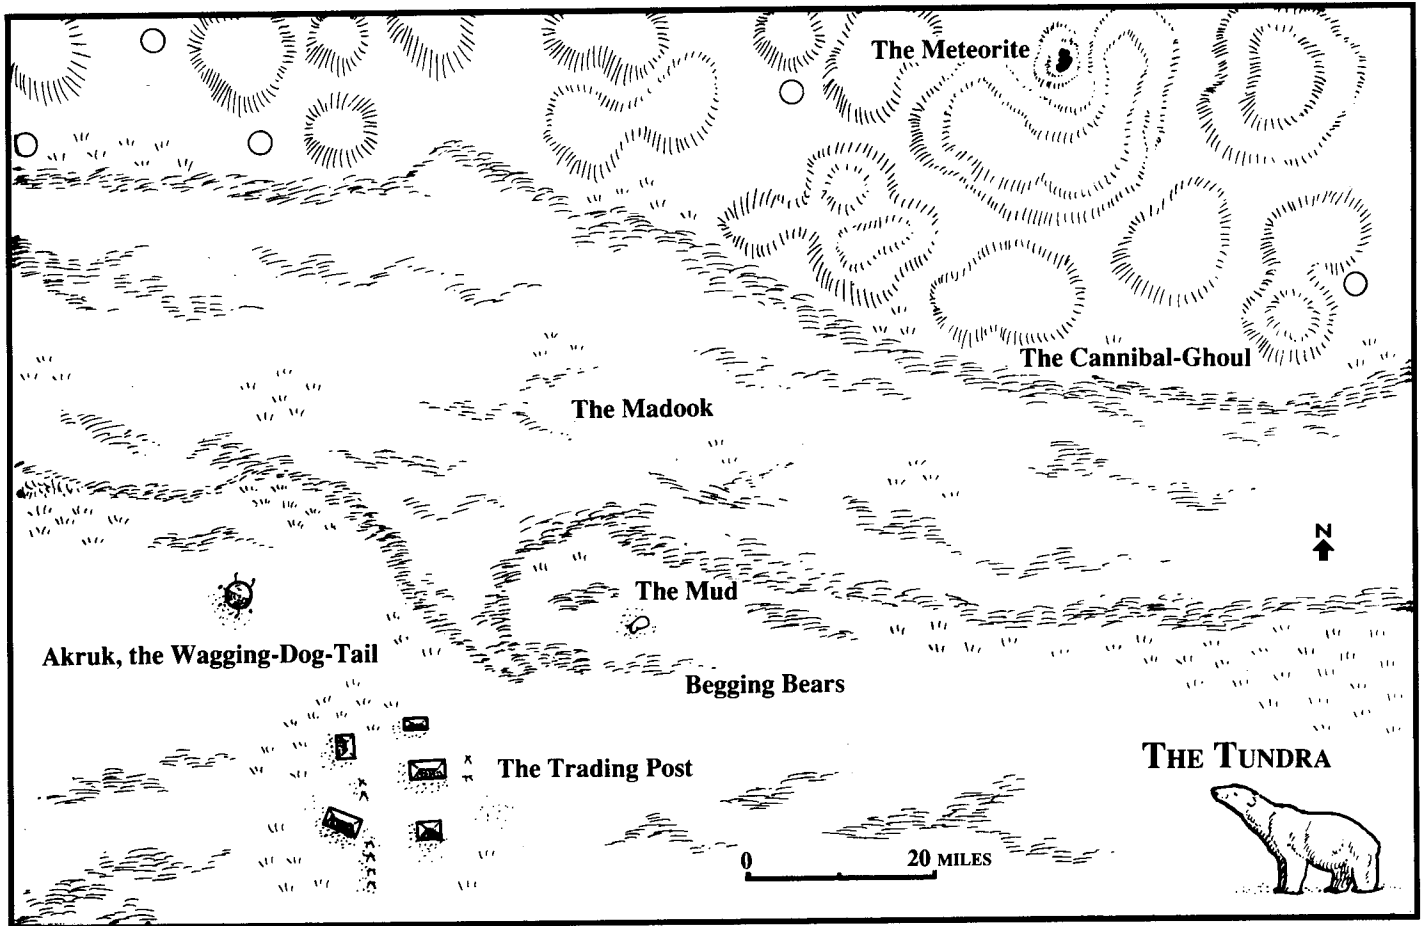 The Meteorite
The Cannibal-Ghoul
The Madook
N
The Mud
Akruk, the Wagging-Dog-Tail
Begging Bears
The Trading Post
THE TUNDRA
0 20 MILES